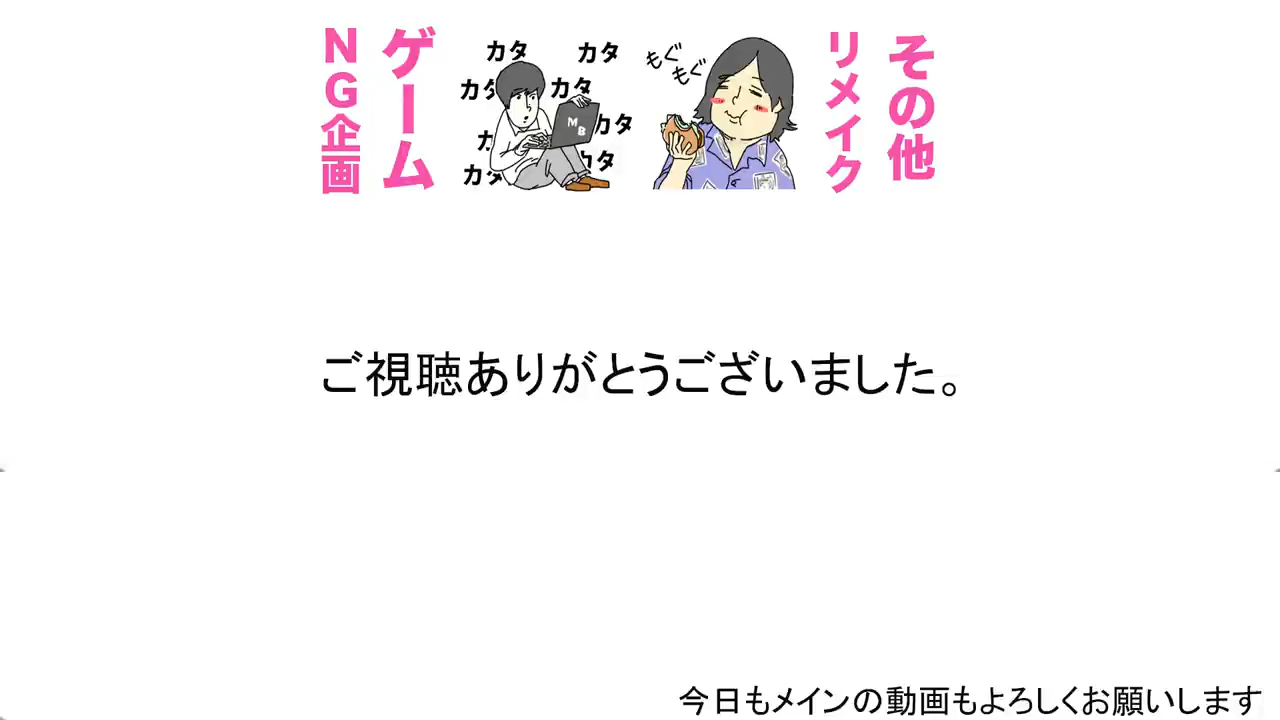 ゲーム
NG企画
カタ
カタ
カタ
カタ
カタ
カタ
カタ
MB
もぐ
もぐ
その他
リメイク
ご視聴ありがとうございました。
今日もメインの動画もよろしくお願いします